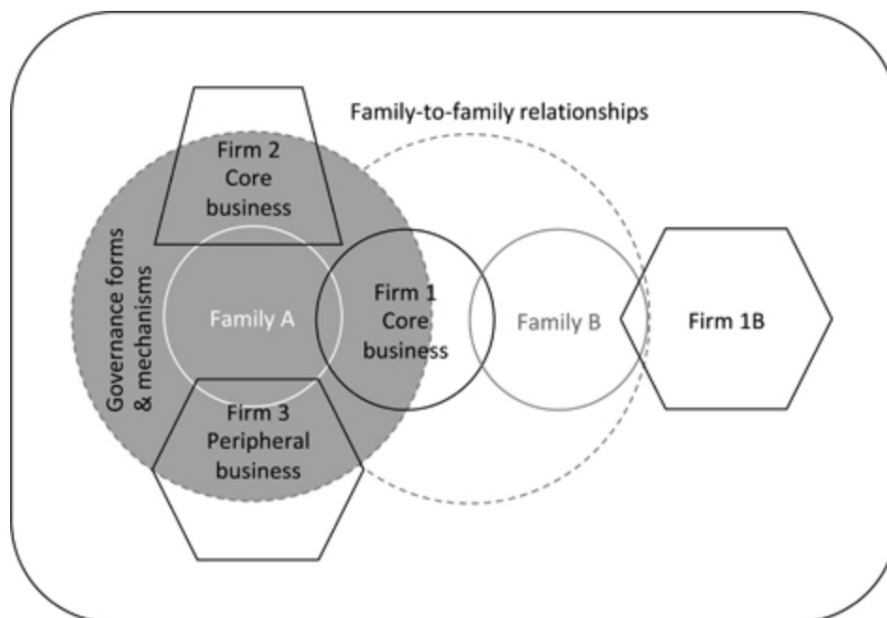 Family-to-family relationships
Firm 2
Core
business
Governance forms
& mechanisms
Family A
Firm 1
Core
business
Family B
Firm 1B
Firm 3
Peripheral
business